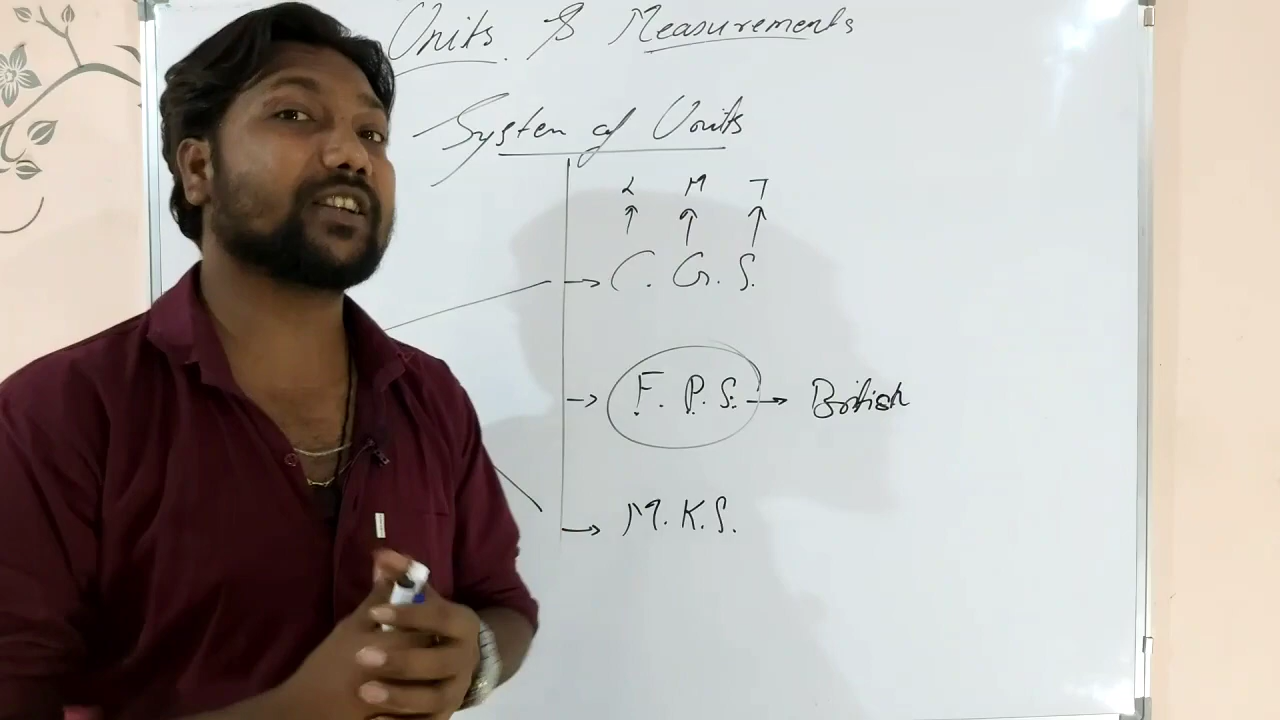 Units & Measurements
System of Units
L M T
C. G. S.
F. P. S. → British
M. K. S.